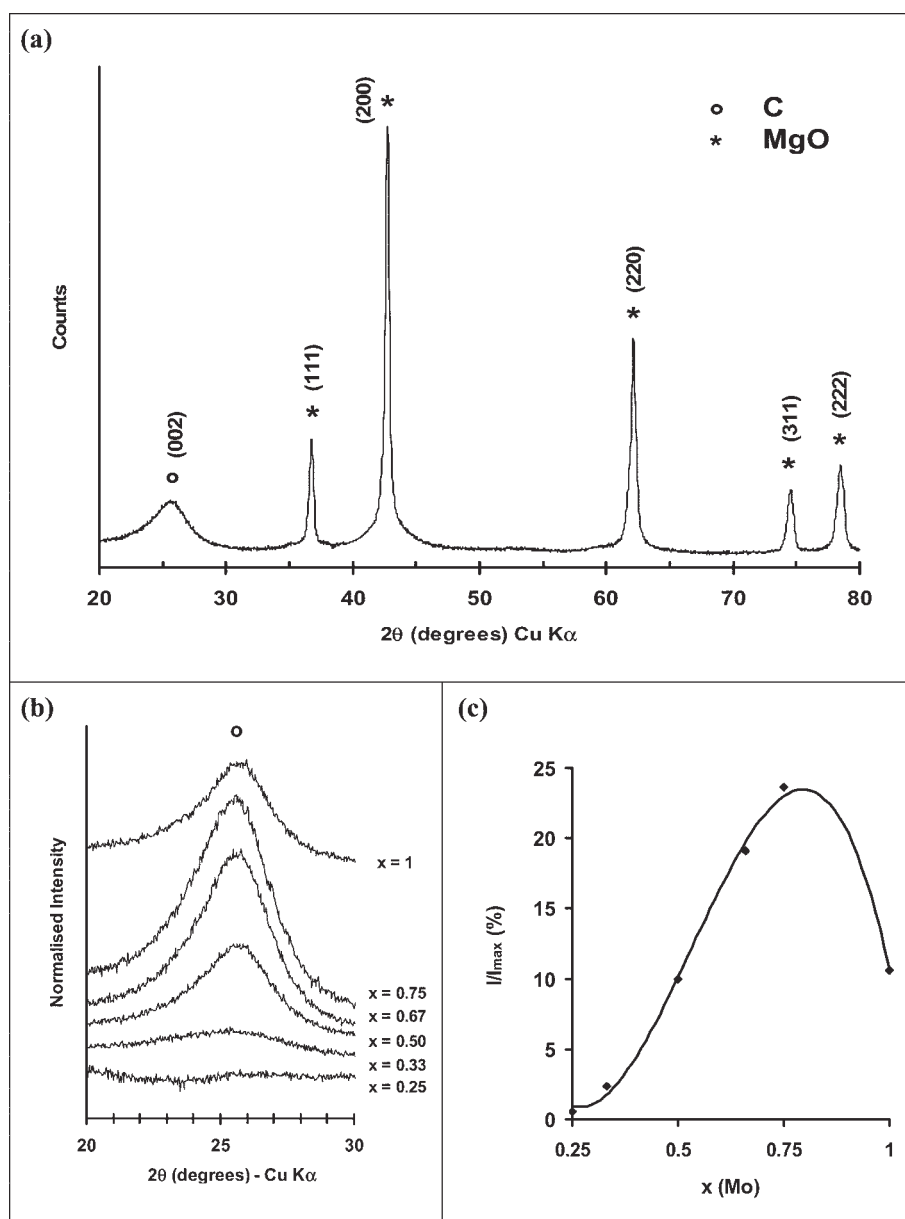 (a)
(200)
*
o C
* MgO
(220)
*
(111)
*
(002)
o
(311)
*
(222)
*
Counts
20 30 40 50 60 70 80
2θ (degrees) Cu Kα
(b)
o
Normalised Intensity
x = 1
x = 0.75
x = 0.67
x = 0.50
x = 0.33
x = 0.25
20 25 30
2θ (degrees) - Cu Kα
(c)
25
20
15
10
5
0
I/Imax (%)
0.25 0.5 0.75 1
x (Mo)